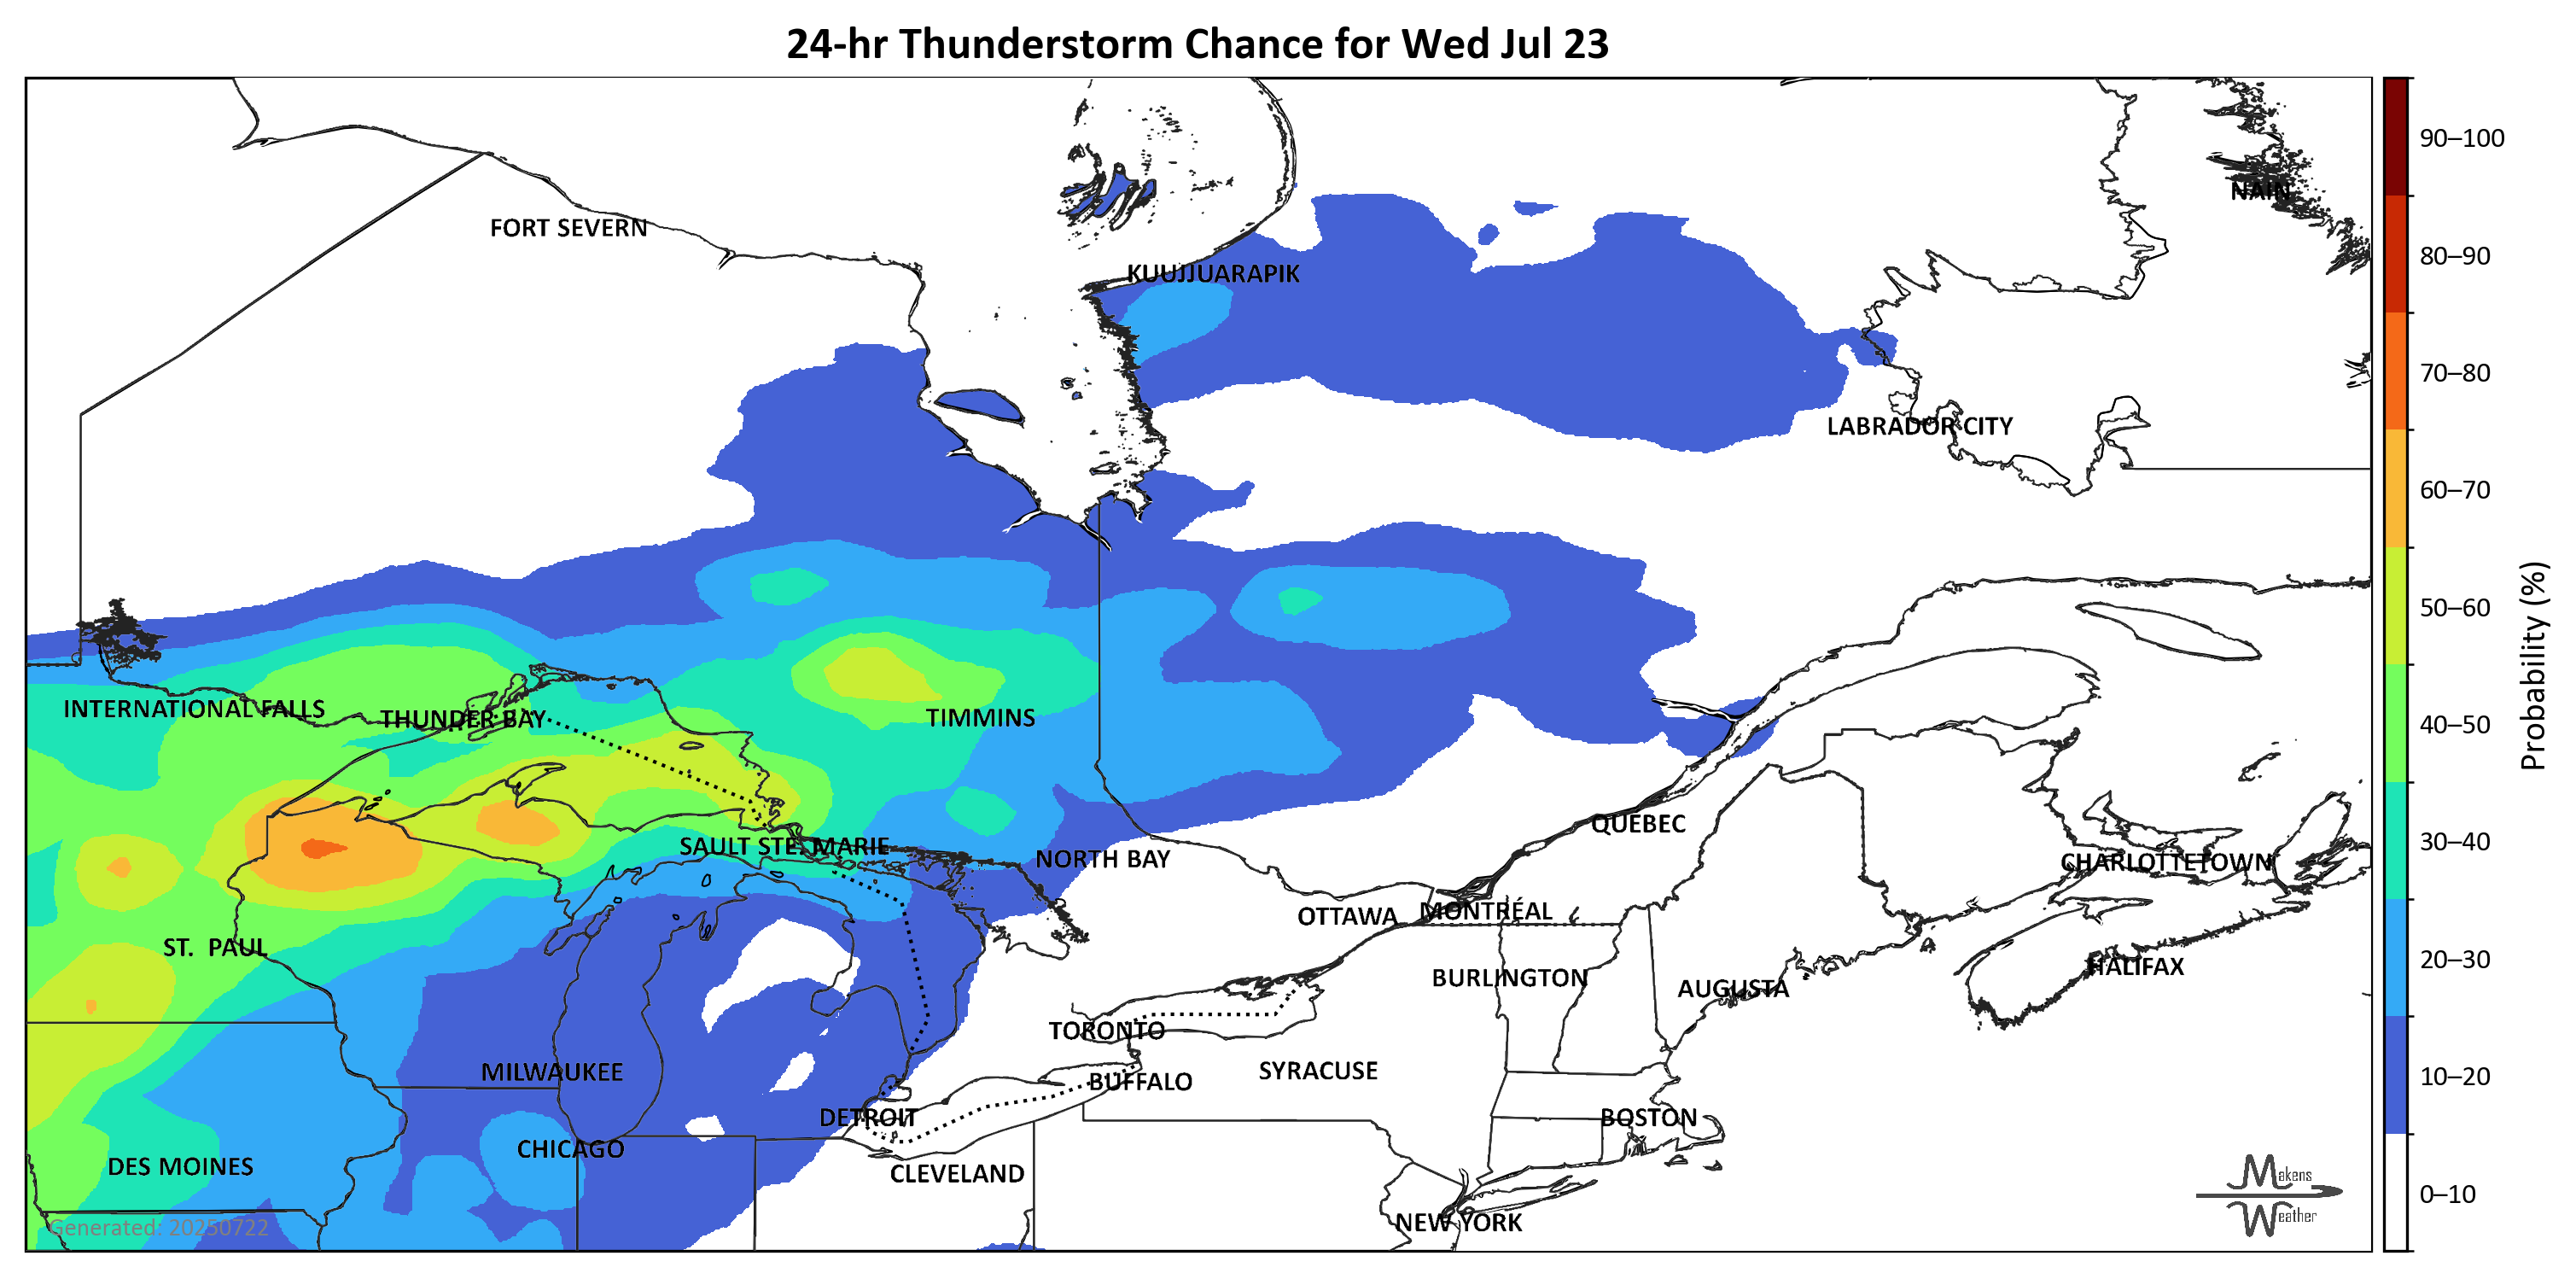 24-hr Thunderstorm Chance for Wed Jul 23
90–100
NAIN
FORT SEVERN
80–90
KUUJJUARAPIK
70–80
LABRADOR CITY
60–70
50–60
Probability (%)
INTERNATIONAL FALLS
THUNDER BAY
TIMMINS
40–50
QUEBEC
SAULT STE. MARIE
30–40
NORTH BAY
CHARLOTTETOWN
OTTAWA
MONTRÉAL
ST. PAUL
20–30
HALIFAX
BURLINGTON
AUGUSTA
TORONTO
MILWAUKEE
SYRACUSE
10–20
BUFFALO
DETROIT
BOSTON
CHICAGO
DES MOINES
CLEVELAND
Makens
Weather
0–10
NEW YORK
Generated: 20250722